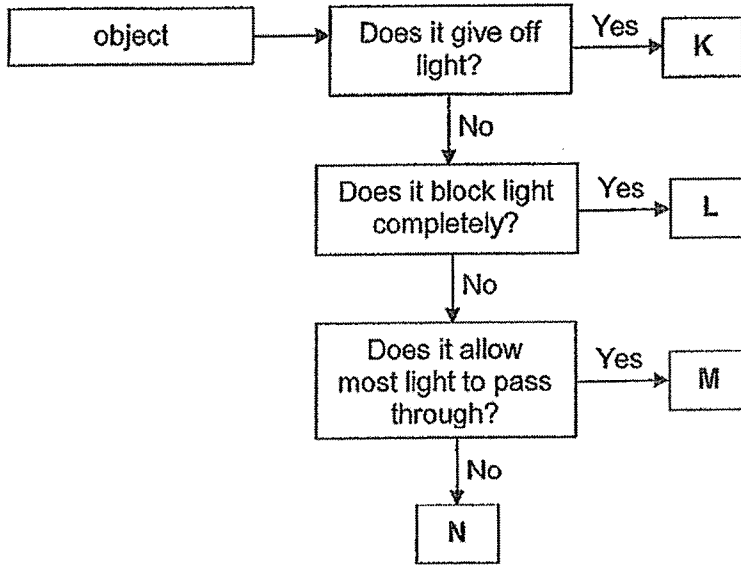 object
Does it give off
light?
Yes
K
No
Does it block light
completely?
Yes
L
No
Does it allow
most light to pass
through?
Yes
M
No
N